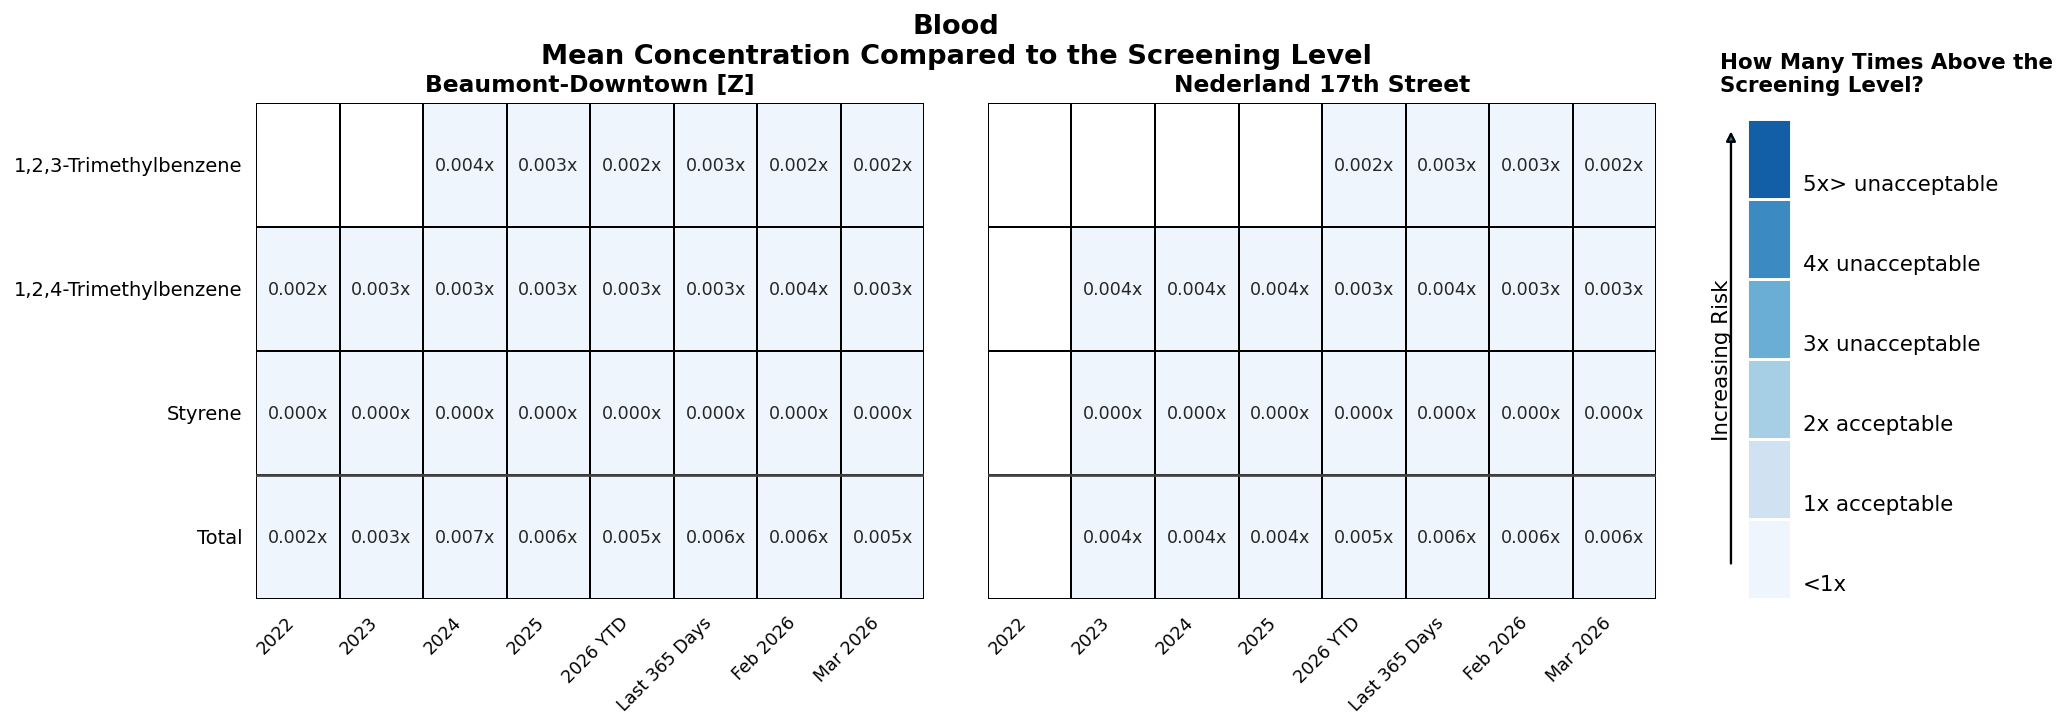 Blood
Mean Concentration Compared to the Screening Level
Beaumont-Downtown [Z]
Nederland 17th Street
How Many Times Above the
Screening Level?
1,2,3-Trimethylbenzene 0.004x 0.003x 0.002x 0.003x 0.002x 0.002x 0.002x 0.003x 0.003x 0.002x
1,2,4-Trimethylbenzene 0.002x 0.003x 0.003x 0.003x 0.003x 0.003x 0.004x 0.003x 0.004x 0.004x 0.004x 0.003x 0.004x 0.003x 0.003x
Styrene 0.000x 0.000x 0.000x 0.000x 0.000x 0.000x 0.000x 0.000x 0.000x 0.000x 0.000x 0.000x 0.000x 0.000x 0.000x
Total 0.002x 0.003x 0.007x 0.006x 0.005x 0.006x 0.006x 0.005x 0.004x 0.004x 0.004x 0.005x 0.006x 0.006x 0.006x
2022 2023 2024 2025 2026 YTD Last 365 Days Feb 2026 Mar 2026
2022 2023 2024 2025 2026 YTD Last 365 Days Feb 2026 Mar 2026
Increasing Risk
5x> unacceptable
4x unacceptable
3x unacceptable
2x acceptable
1x acceptable
<1x